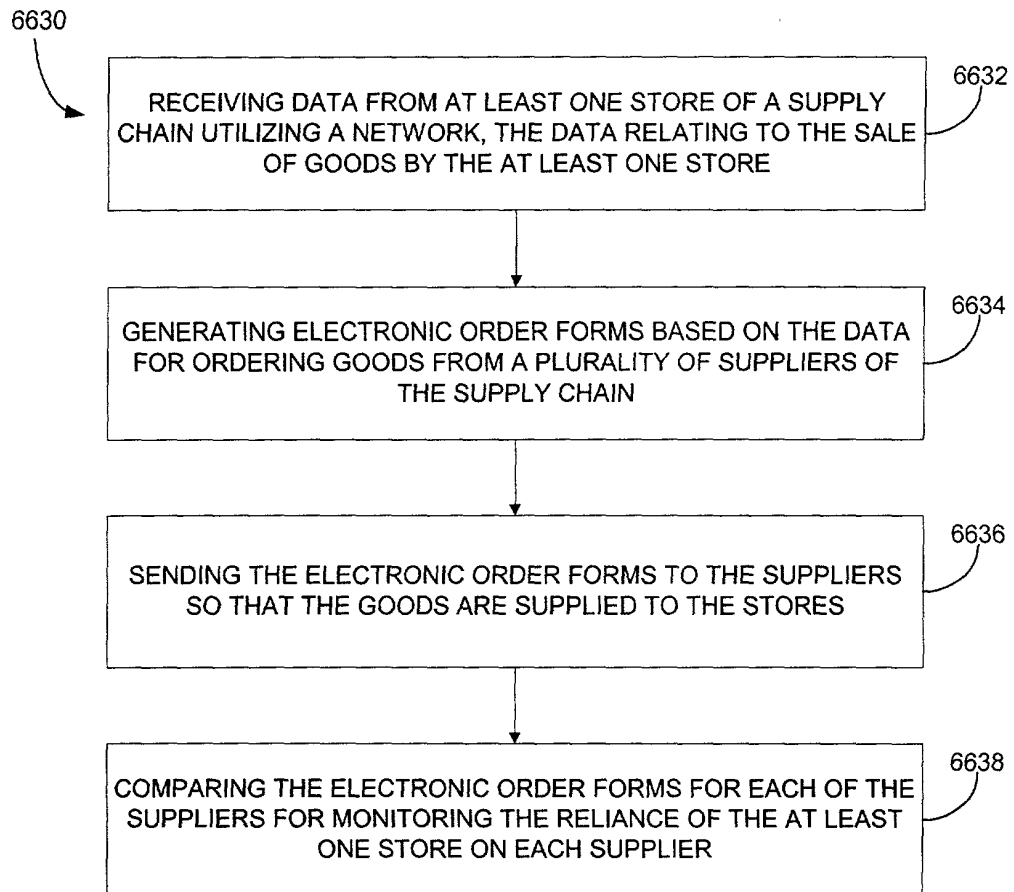 6630
6632
RECEIVING DATA FROM AT LEAST ONE STORE OF A SUPPLY
CHAIN UTILIZING A NETWORK, THE DATA RELATING TO THE SALE
OF GOODS BY THE AT LEAST ONE STORE
6634
GENERATING ELECTRONIC ORDER FORMS BASED ON THE DATA
FOR ORDERING GOODS FROM A PLURALITY OF SUPPLIERS OF
THE SUPPLY CHAIN
6636
SENDING THE ELECTRONIC ORDER FORMS TO THE SUPPLIERS
SO THAT THE GOODS ARE SUPPLIED TO THE STORES
6638
COMPARING THE ELECTRONIC ORDER FORMS FOR EACH OF THE
SUPPLIERS FOR MONITORING THE RELIANCE OF THE AT LEAST
ONE STORE ON EACH SUPPLIER